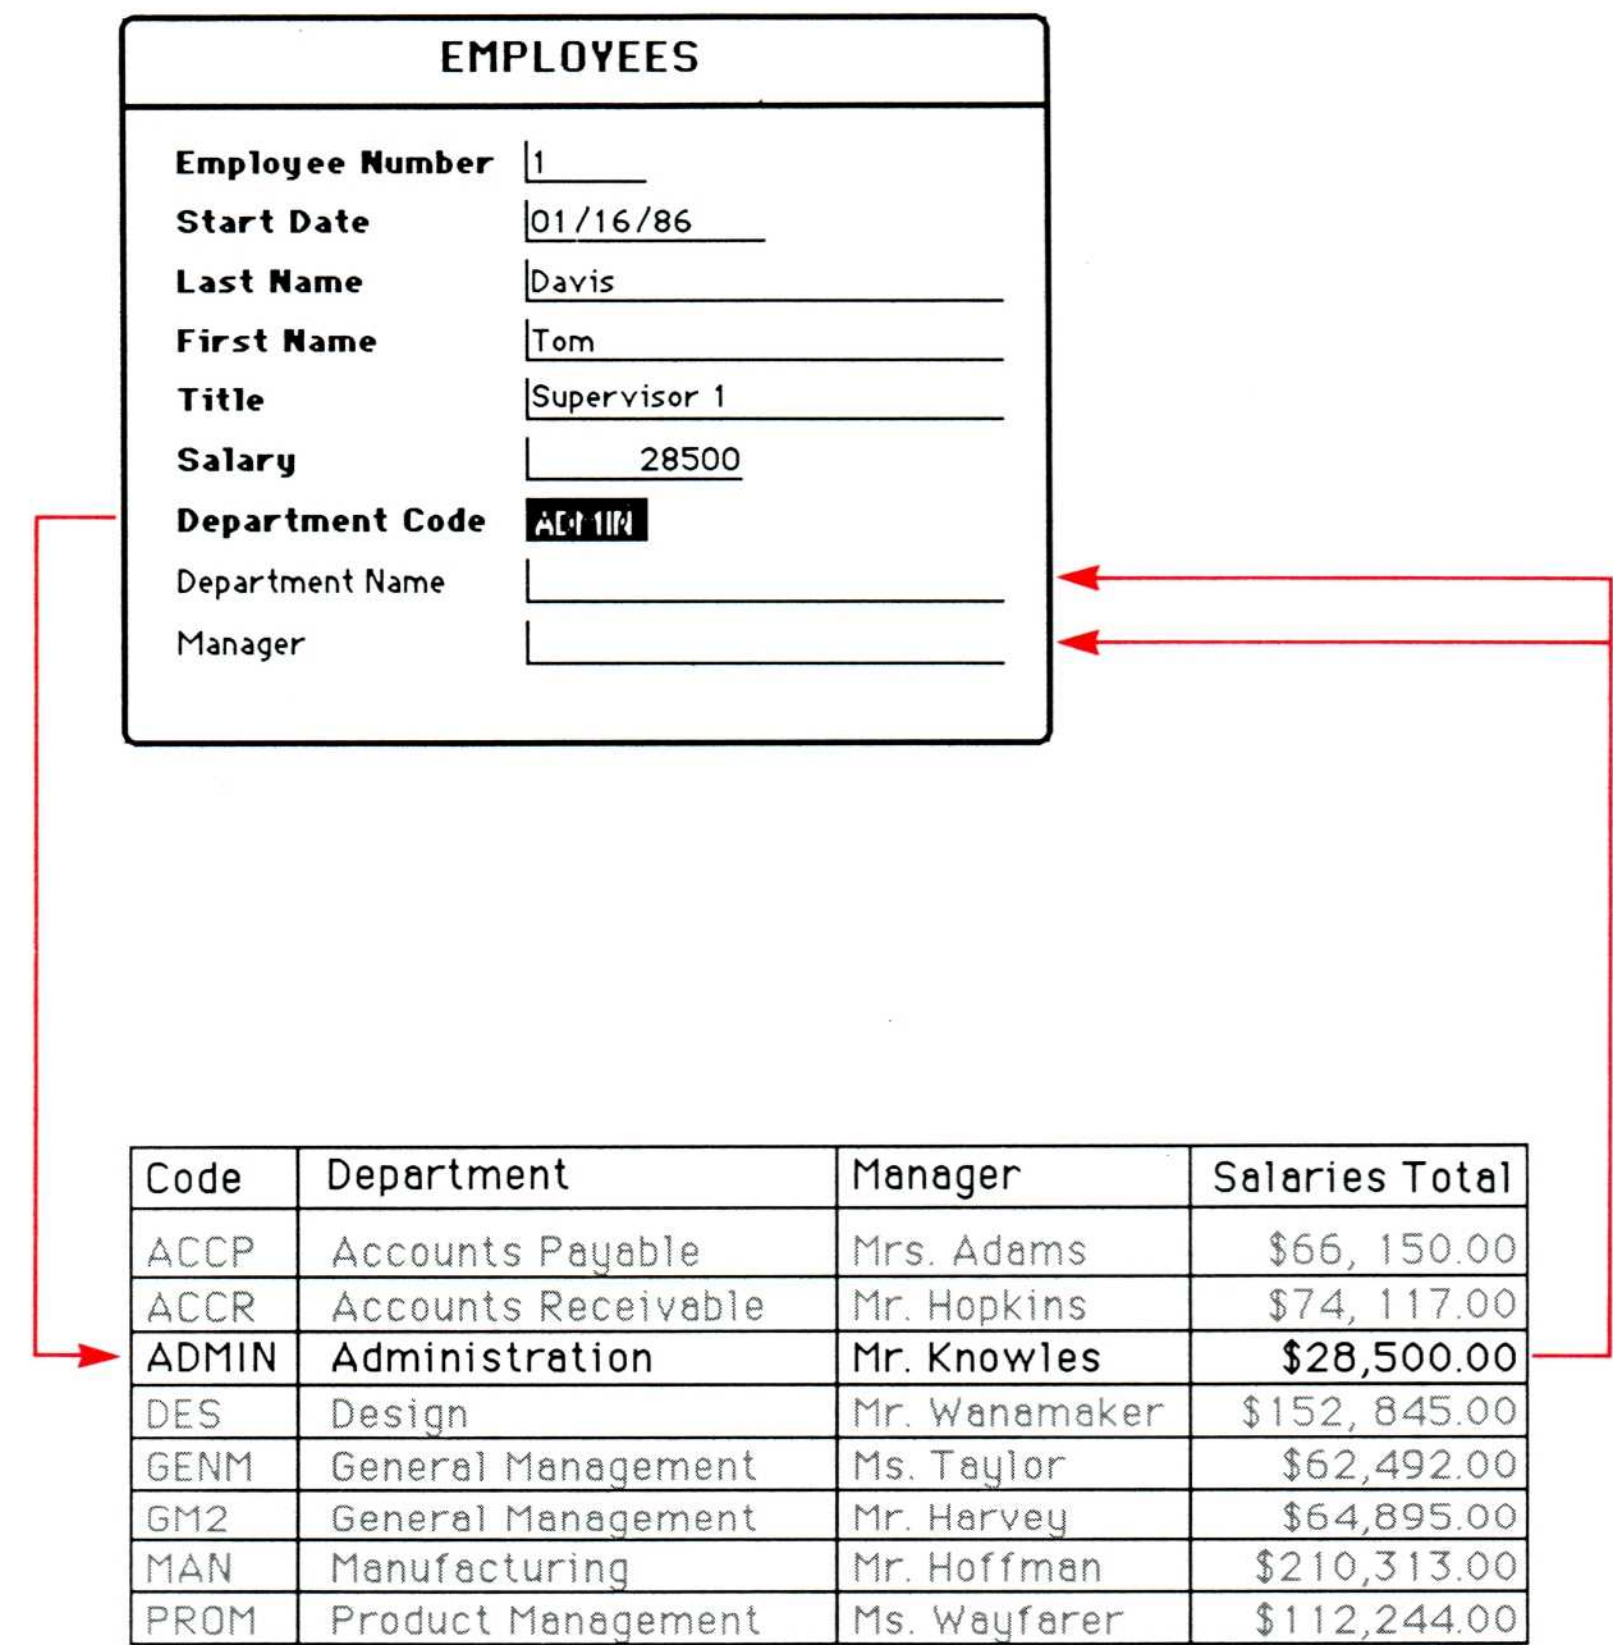 EMPLOYEES
Employee Number 1
Start Date 01/16/86
Last Name Davis
First Name Tom
Title Supervisor 1
Salary 28500
Department Code ADMIN
Department Name
Manager
Code Department Manager Salaries Total
ACCP Accounts Payable Mrs. Adams $66, 150.00
ACCR Accounts Receivable Mr. Hopkins $74, 117.00
ADMIN Administration Mr. Knowles $28,500.00
DES Design Mr. Wanamaker $152, 845.00
GENM General Management Ms. Taylor $62,492.00
GM2 General Management Mr. Harvey $64,895.00
MAN Manufacturing Mr. Hoffman $210,313.00
PROM Product Management Ms. Wayfarer $112,244.00